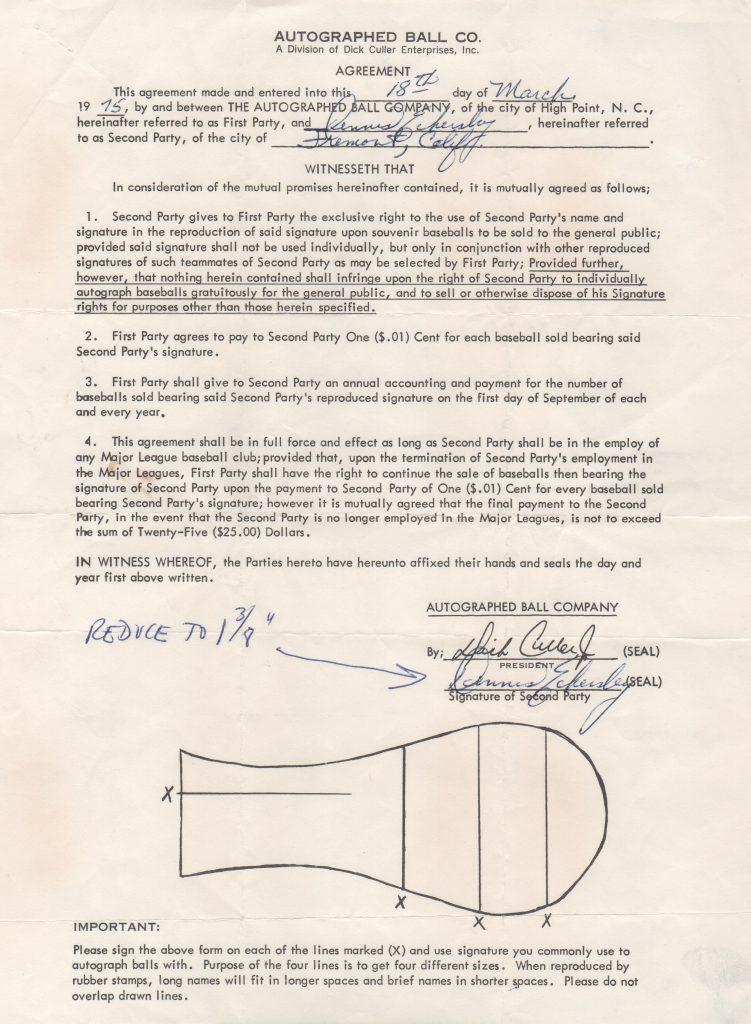 AUTOGRAPHED BALL CO.
A Division of Dick Culler Enterprises, Inc.
AGREEMENT
This agreement made and entered into this 18th day of March,
19 75, by and between THE AUTOGRAPHED BALL COMPANY, of the city of High Point, N. C.,
hereinafter referred to as First Party, and Dennis Eckersley, hereinafter referred
to as Second Party, of the city of Fremont, Calif.
WITNESSETH THAT
In consideration of the mutual promises hereinafter contained, it is mutually agreed as follows;
1. Second Party gives to First Party the exclusive right to the use of Second Party's name and
signature in the reproduction of said signature upon souvenir baseballs to be sold to the general public;
provided said signature shall not be used individually, but only in conjunction with other reproduced
signatures of such teammates of Second Party as may be selected by First Party; Provided further,
however, that nothing herein contained shall infringe upon the right of Second Party to individually
autograph baseballs gratuitously for the general public, and to sell or otherwise dispose of his Signature
rights for purposes other than those herein specified.
2. First Party agrees to pay to Second Party One ($.01) Cent for each baseball sold bearing said
Second Party's signature.
3. First Party shall give to Second Party an annual accounting and payment for the number of
baseballs sold bearing said Second Party's reproduced signature on the first day of September of each
and every year.
4. This agreement shall be in full force and effect as long as Second Party shall be in the employ of
any Major League baseball club; provided that, upon the termination of Second Party's employment in
the Major Leagues, First Party shall have the right to continue the sale of baseballs then bearing the
signature of Second Party upon the payment to Second Party of One ($.01) Cent for every baseball sold
bearing Second Party's signature; however it is mutually agreed that the final payment to the Second
Party, in the event that the Second Party is no longer employed in the Major Leagues, is not to exceed
the sum of Twenty-Five ($25.00) Dollars.
IN WITNESS WHEREOF, the Parties hereto have hereunto affixed their hands and seals the day and
year first above written.
AUTOGRAPHED BALL COMPANY
REDUCE TO 1 3/8"
By; Dick Culler Jr (SEAL)
PRESIDENT
Dennis Eckersley (SEAL)
Signature of Second Party
X
X
X
X
IMPORTANT:
Please sign the above form on each of the lines marked (X) and use signature you commonly use to
autograph balls with. Purpose of the four lines is to get four different sizes. When reproduced by
rubber stamps, long names will fit in longer spaces and brief names in shorter spaces. Please do not
overlap drawn lines.